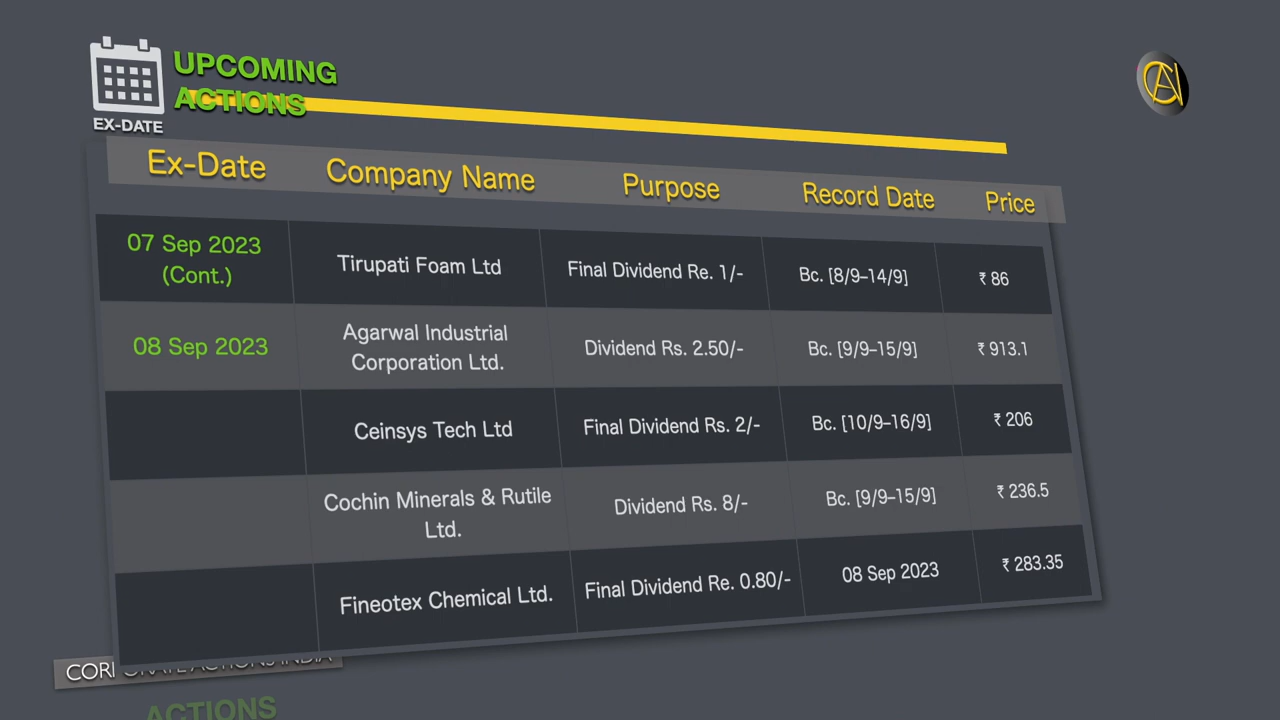 UPCOMING
ACTIONS
EX-DATE
CAI
Ex-Date Company Name Purpose Record Date Price
07 Sep 2023
(Cont.)
Tirupati Foam Ltd
Final Dividend Re. 1/-
Bc. [8/9-14/9]
₹ 86
08 Sep 2023
Agarwal Industrial
Corporation Ltd.
Dividend Rs. 2.50/-
Bc. [9/9-15/9]
₹ 913.1
Ceinsys Tech Ltd
Final Dividend Rs. 2/-
Bc. [10/9-16/9]
₹ 206
Cochin Minerals & Rutile
Ltd.
Dividend Rs. 8/-
Bc. [9/9-15/9]
₹ 236.5
Fineotex Chemical Ltd.
Final Dividend Re. 0.80/-
08 Sep 2023
₹ 283.35
CORPORATE ACTIONS INDIA
ACTIONS